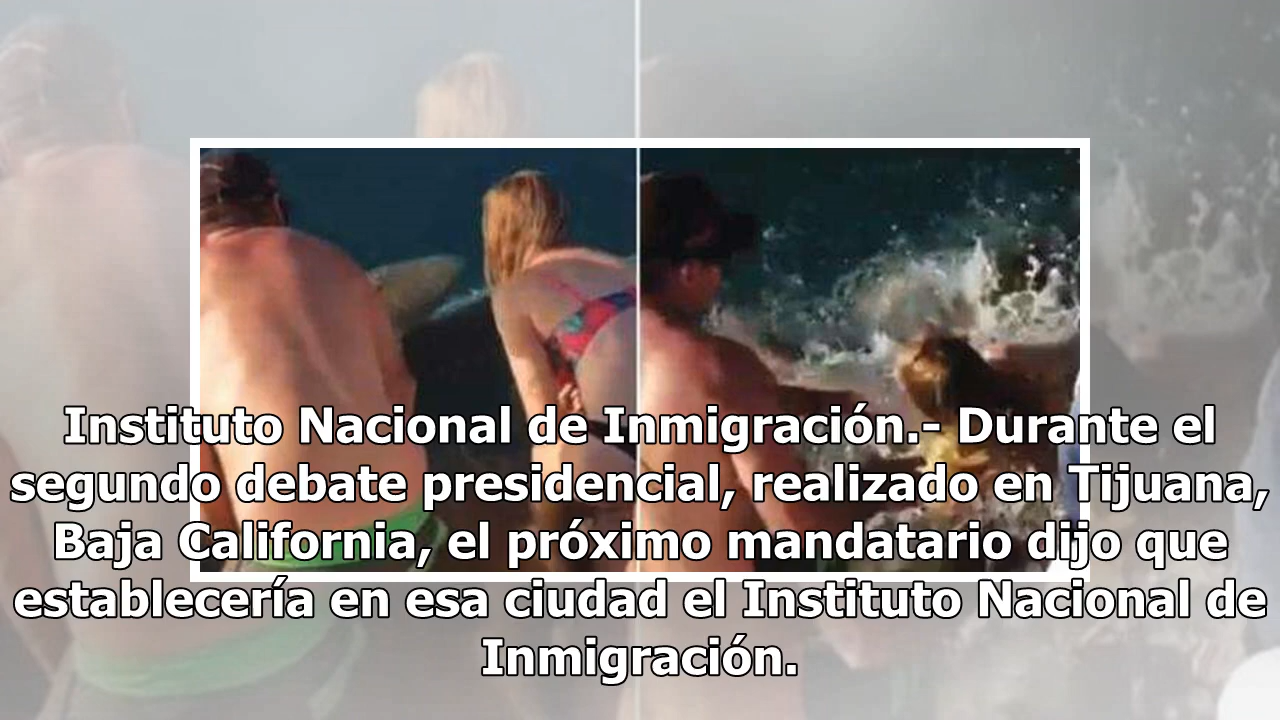 Instituto Nacional de Inmigración.- Durante el
segundo debate presidencial, realizado en Tijuana,
Baja California, el próximo mandatario dijo que
establecería en esa ciudad el Instituto Nacional de
Inmigración.